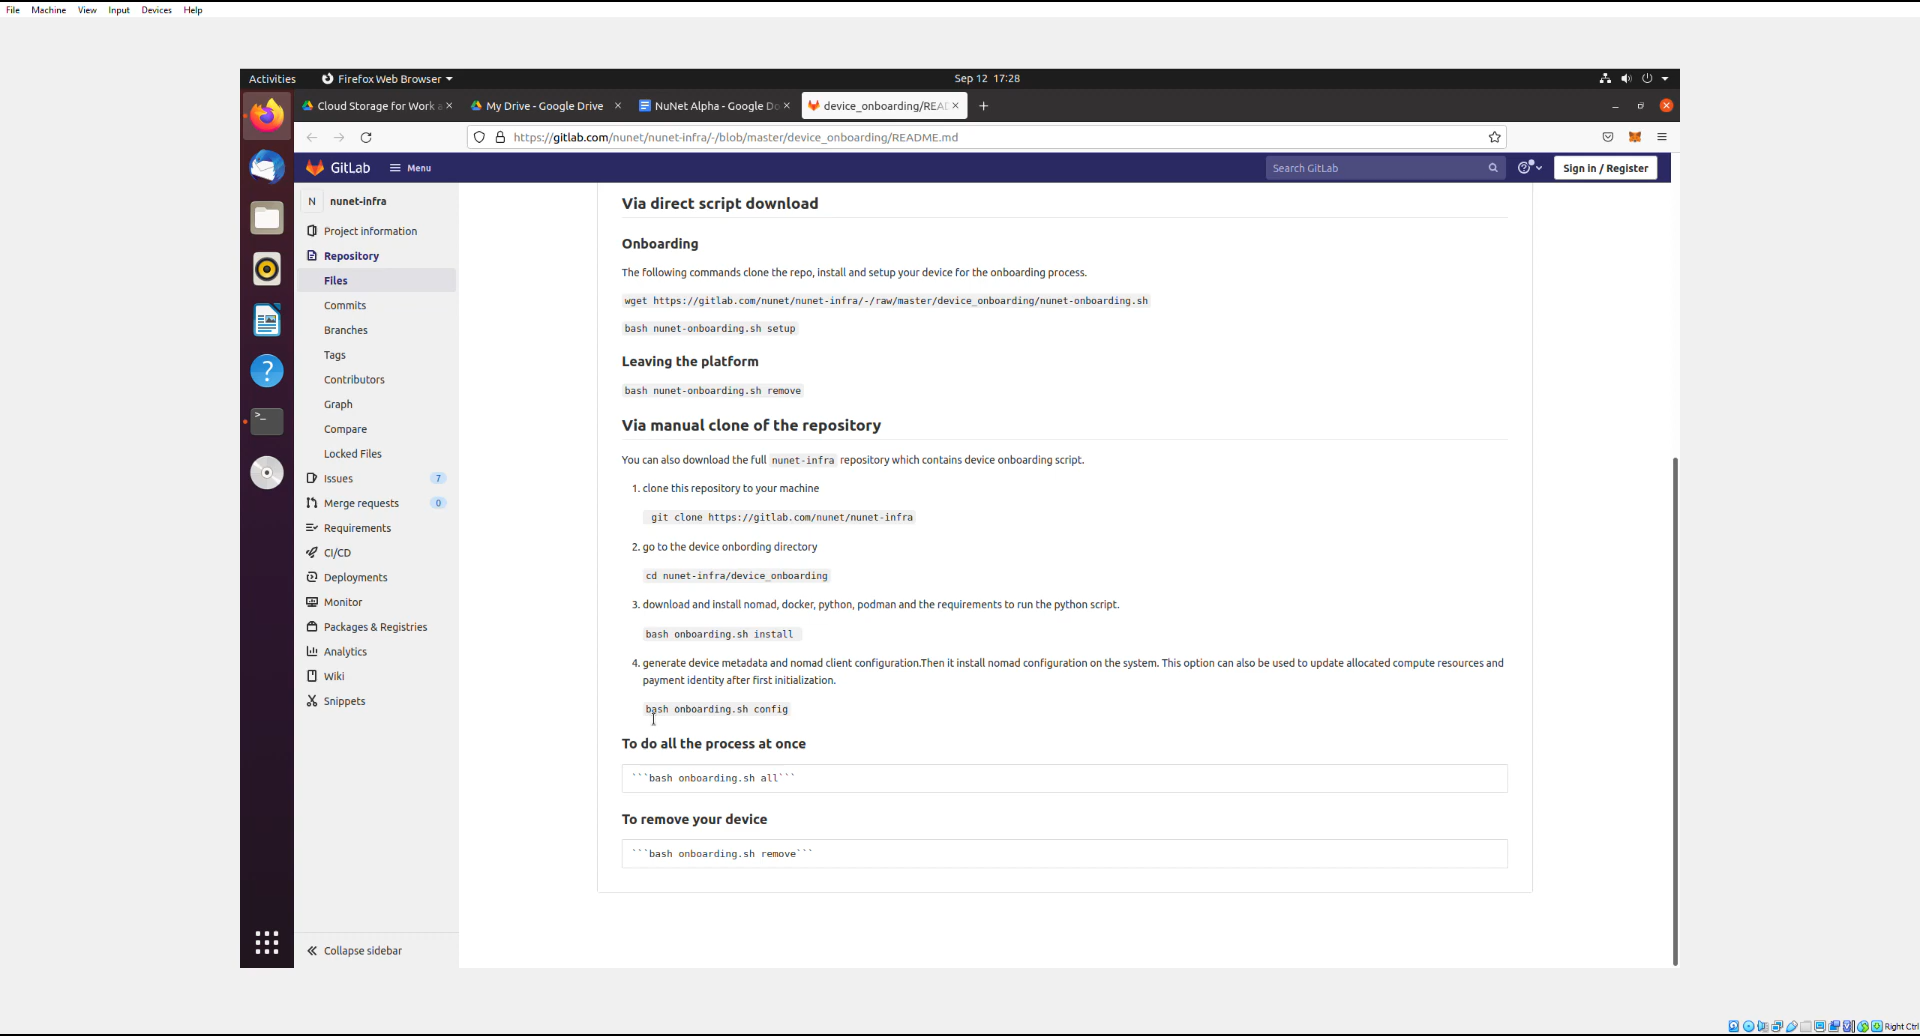 File Machine View Input Devices Help
Activities Firefox Web Browser Sep 12 17:28
Cloud Storage for Work a × My Drive - Google Drive × NuNet Alpha - Google Do × device_onboarding/REA × +
https://gitlab.com/nunet/nunet-infra/-/blob/master/device_onboarding/README.md
GitLab Menu Search GitLab Sign in / Register
N nunet-infra
Project information
Repository
Files
Commits
Branches
Tags
Contributors
Graph
Compare
Locked Files
Issues 7
Merge requests 0
Requirements
CI/CD
Deployments
Monitor
Packages & Registries
Analytics
Wiki
Snippets
Collapse sidebar
Via direct script download
Onboarding
The following commands clone the repo, install and setup your device for the onboarding process.
wget https://gitlab.com/nunet/nunet-infra/-/raw/master/device_onboarding/nunet-onboarding.sh
bash nunet-onboarding.sh setup
Leaving the platform
bash nunet-onboarding.sh remove
Via manual clone of the repository
You can also download the full nunet-infra repository which contains device onboarding script.
1. clone this repository to your machine
git clone https://gitlab.com/nunet/nunet-infra
2. go to the device onbording directory
cd nunet-infra/device_onboarding
3. download and install nomad, docker, python, podman and the requirements to run the python script.
bash onboarding.sh install
4. generate device metadata and nomad client configuration.Then it install nomad configuration on the system. This option can also be used to update allocated compute resources and
payment identity after first initialization.
bash onboarding.sh config
To do all the process at once
```bash onboarding.sh all```
To remove your device
```bash onboarding.sh remove```
Right Ctrl